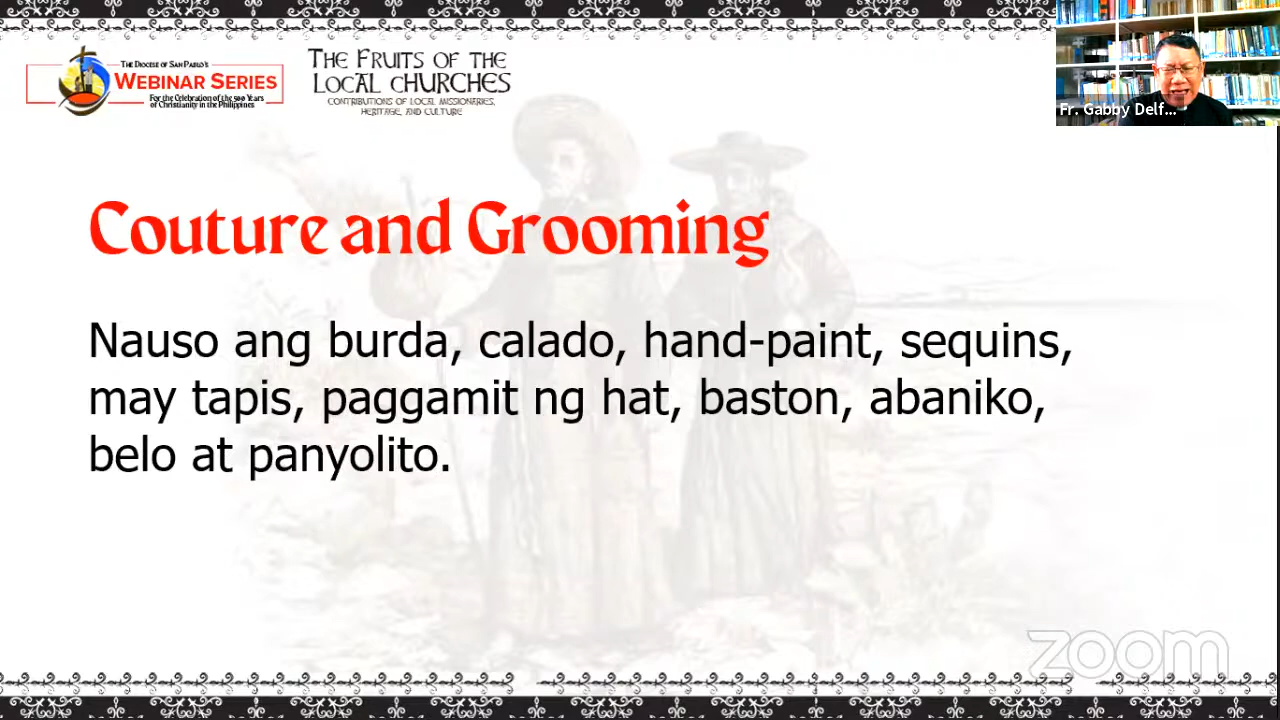 THE DIOCESE OF SAN PABLO'S
WEBINAR SERIES
For the Celebration of the 500 Years
of Christianity in the Philippines
THE FRUITS OF THE
LOCAL CHURCHES
CONTRIBUTIONS OF LOCAL MISSIONARIES,
HERITAGE, AND CULTURE
Fr. Gabby Delf...
Couture and Grooming
Nauso ang burda, calado, hand-paint, sequins,
may tapis, paggamit ng hat, baston, abaniko,
belo at panyolito.
zoom